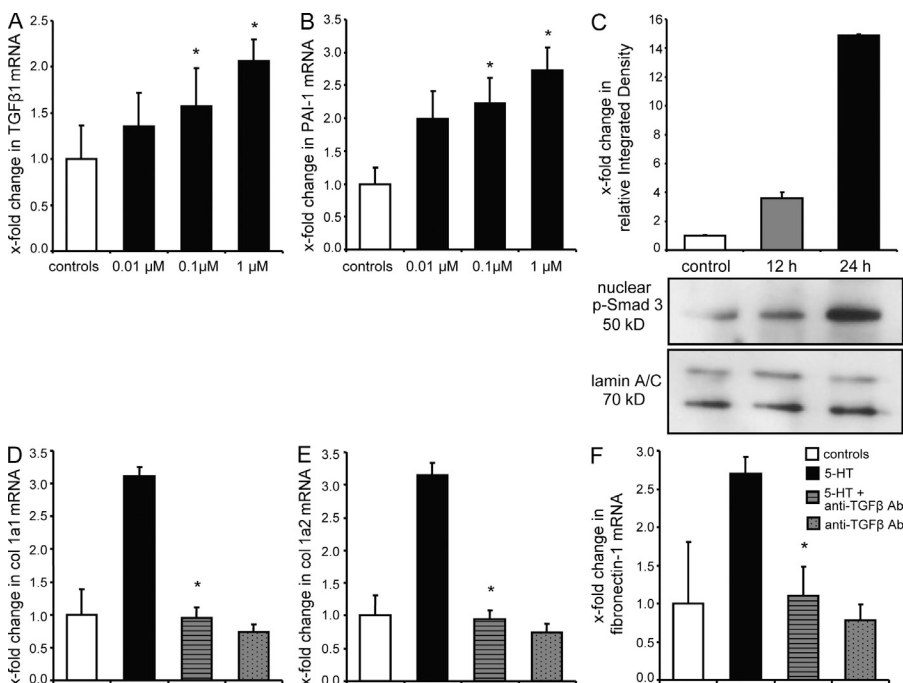 A
x-fold change in TGFβ1 mRNA
2.5
2.0
1.5
1.0
0.5
0.0
*
*
controls 0.01 µM 0.1µM 1 µM
B
x-fold change in PAI-1 mRNA
3.5
3.0
2.5
2.0
1.5
1.0
0.5
0.0
*
*
controls 0.01 µM 0.1µM 1 µM
C
x-fold change in
relative Integrated Density
16
14
12
10
8
6
4
2
0
control 12 h 24 h
nuclear
p-Smad 3
50 kD
lamin A/C
70 kD
D
x-fold change in col 1a1 mRNA
3.5
3.0
3.0
1.5
1.0
1.0
0.5
0.0
*
E
x-fold change in col 1a2 mRNA
3.5
3.0
3.0
1.5
1.0
1.0
0.5
0.0
*
F
x-fold change in
fibronectin-1 mRNA
3.0
2.5
2.0
1.5
1.0
0.5
0.0
*
controls
5-HT
5-HT +
anti-TGFβ Ab
anti-TGFβ Ab